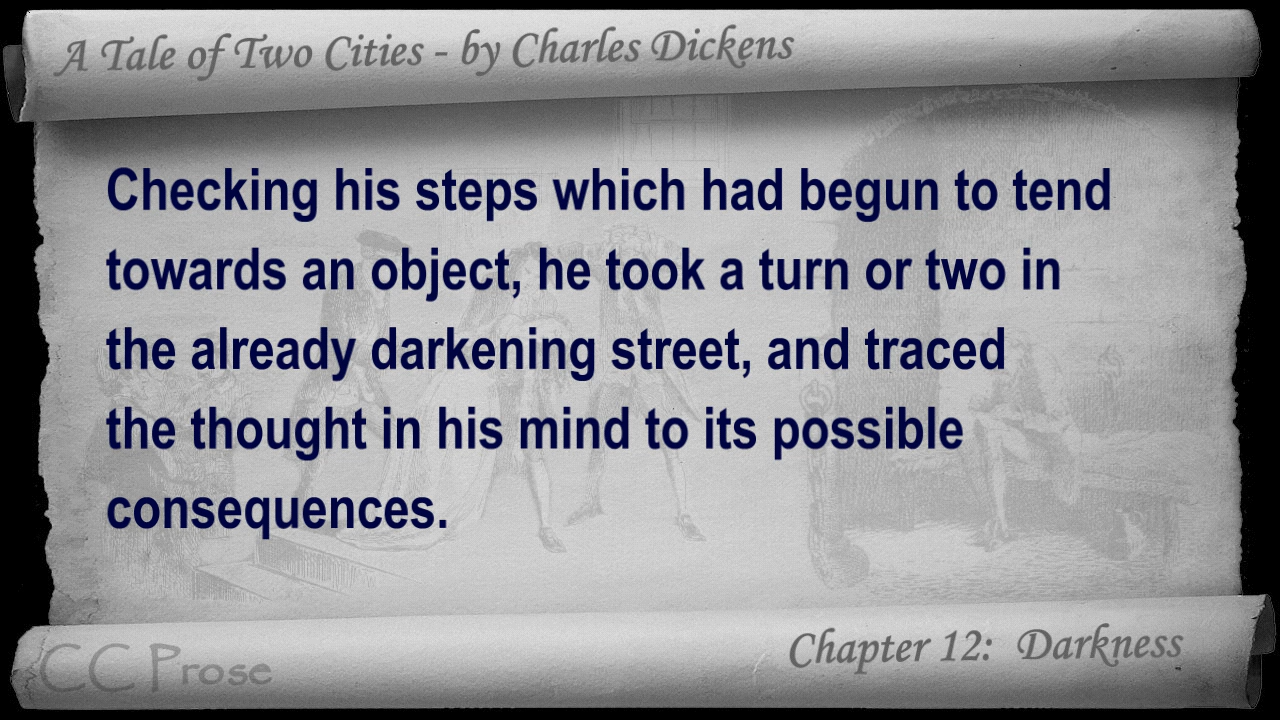 A Tale of Two Cities - by Charles Dickens
Checking his steps which had begun to tend
towards an object, he took a turn or two in
the already darkening street, and traced
the thought in his mind to its possible
consequences.
CC Prose
Chapter 12: Darkness